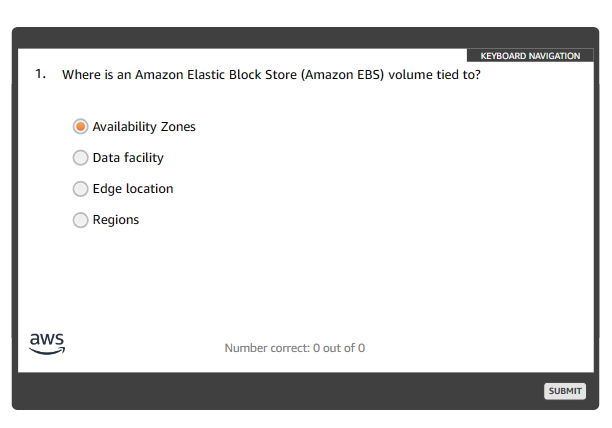 KEYBOARD NAVIGATION
1. Where is an Amazon Elastic Block Store (Amazon EBS) volume tied to?
Availability Zones
Data facility
Edge location
Regions
aws
Number correct: 0 out of 0
SUBMIT